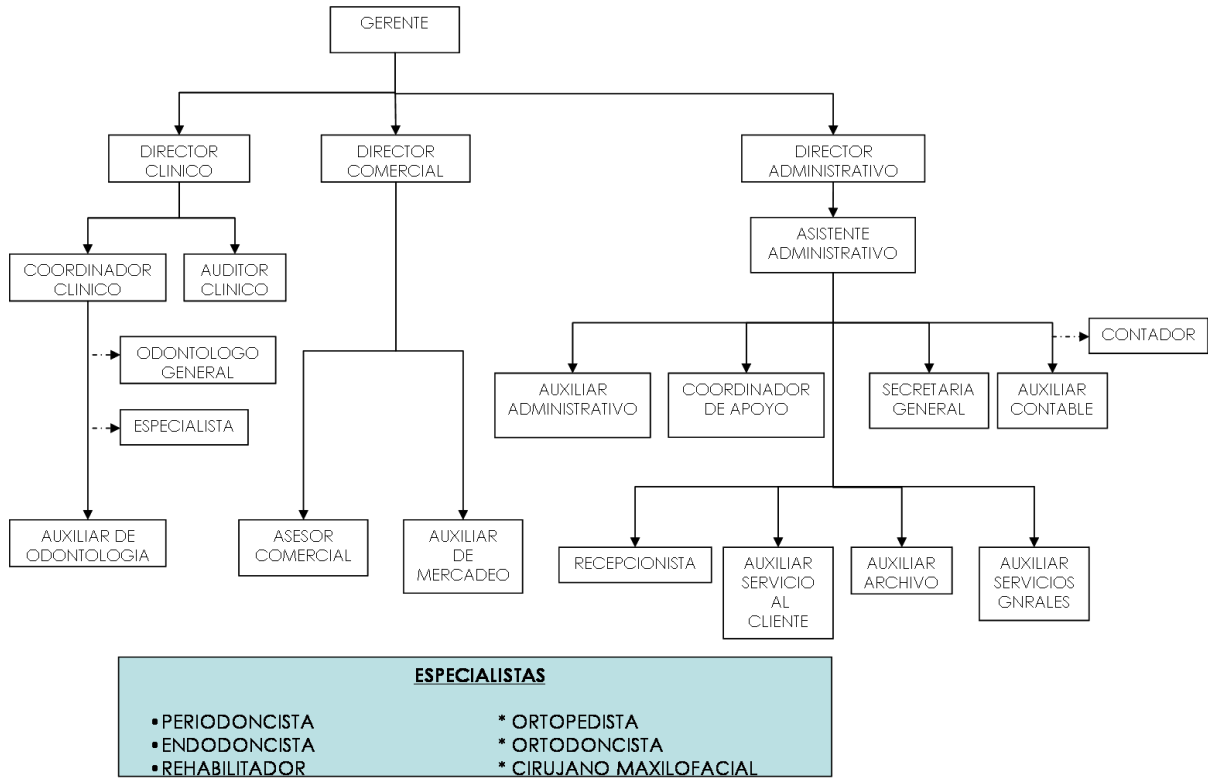 GERENTE
DIRECTOR
CLINICO
DIRECTOR
COMERCIAL
DIRECTOR
ADMINISTRATIVO
ASISTENTE
ADMINISTRATIVO
COORDINADOR
CLINICO
AUDITOR
CLINICO
ODONTOLOGO
GENERAL
ESPECIALISTA
CONTADOR
AUXILIAR
ADMINISTRATIVO
COORDINADOR
DE APOYO
SECRETARIA
GENERAL
AUXILIAR
CONTABLE
AUXILIAR DE
ODONTOLOGIA
ASESOR
COMERCIAL
AUXILIAR
DE
MERCADEO
RECEPCIONISTA
AUXILIAR
SERVICIO
AL
CLIENTE
AUXILIAR
ARCHIVO
AUXILIAR
SERVICIOS
GNRALES
ESPECIALISTAS
•PERIODONCISTA * ORTOPEDISTA
•ENDODONCISTA * ORTODONCISTA
•REHABILITADOR * CIRUJANO MAXILOFACIAL